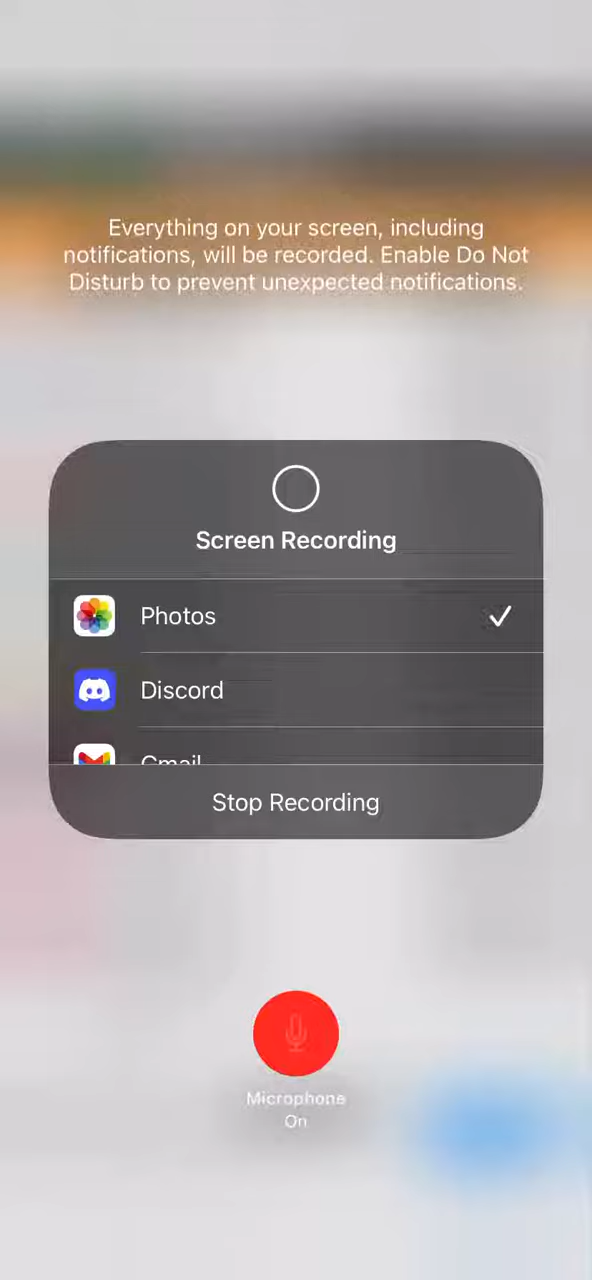 Everything on your screen, including
notifications, will be recorded. Enable Do Not
Disturb to prevent unexpected notifications.
Screen Recording
Photos
Discord
Gmail
Stop Recording
Microphone
On